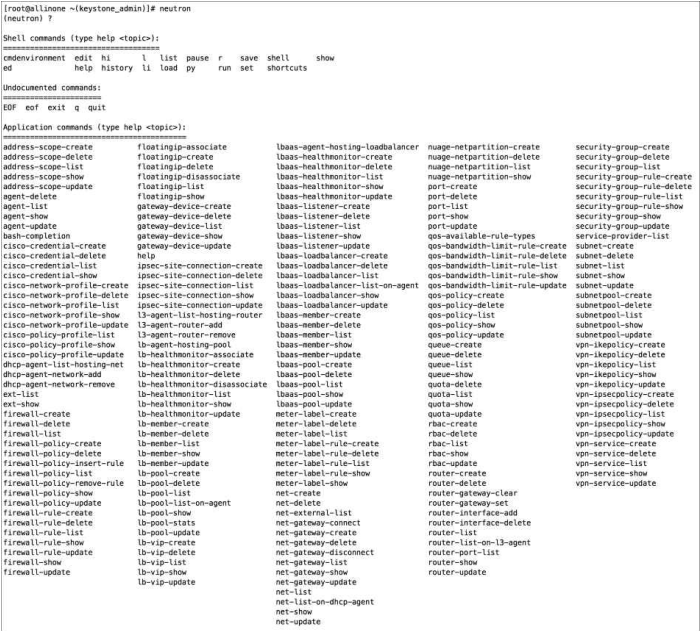 [root@allinone ~(keystone_admin)]# neutron
(neutron) ?
Shell commands (type help <topic>):
===================================
cmdenvironment edit hi l list pause r save shell show
ed help history li load py run set shortcuts
Undocumented commands:
======================
EOF eof exit q quit
Application commands (type help <topic>):
=========================================
address-scope-create floatingip-associate lbaas-agent-hosting-loadbalancer nuage-netpartition-create security-group-create
address-scope-delete floatingip-create lbaas-healthmonitor-create nuage-netpartition-delete security-group-delete
address-scope-list floatingip-delete lbaas-healthmonitor-delete nuage-netpartition-list security-group-list
address-scope-show floatingip-disassociate lbaas-healthmonitor-list nuage-netpartition-show security-group-rule-create
address-scope-update floatingip-list lbaas-healthmonitor-show port-create security-group-rule-delete
agent-delete floatingip-show lbaas-healthmonitor-update port-delete security-group-rule-list
agent-list gateway-device-create lbaas-listener-create port-list security-group-rule-show
agent-show gateway-device-delete lbaas-listener-delete port-show security-group-show
agent-update gateway-device-list lbaas-listener-list port-update security-group-update
bash-completion gateway-device-show lbaas-listener-show qos-available-rule-types service-provider-list
cisco-credential-create gateway-device-update lbaas-listener-update qos-bandwidth-limit-rule-create subnet-create
cisco-credential-delete help lbaas-loadbalancer-create qos-bandwidth-limit-rule-delete subnet-delete
cisco-credential-list ipsec-site-connection-create lbaas-loadbalancer-delete qos-bandwidth-limit-rule-list subnet-list
cisco-credential-show ipsec-site-connection-delete lbaas-loadbalancer-list qos-bandwidth-limit-rule-show subnet-show
cisco-network-profile-create ipsec-site-connection-list lbaas-loadbalancer-list-on-agent qos-bandwidth-limit-rule-update subnet-update
cisco-network-profile-delete ipsec-site-connection-show lbaas-loadbalancer-show qos-policy-create subnetpool-create
cisco-network-profile-list ipsec-site-connection-update lbaas-loadbalancer-update qos-policy-delete subnetpool-delete
cisco-network-profile-show l3-agent-list-hosting-router lbaas-member-create qos-policy-list subnetpool-list
cisco-network-profile-update l3-agent-router-add lbaas-member-delete qos-policy-show subnetpool-show
cisco-policy-profile-list l3-agent-router-remove lbaas-member-list qos-policy-update subnetpool-update
cisco-policy-profile-show lb-agent-hosting-pool lbaas-member-show queue-create vpn-ikepolicy-create
cisco-policy-profile-update lb-healthmonitor-associate lbaas-member-update queue-delete vpn-ikepolicy-delete
dhcp-agent-list-hosting-net lb-healthmonitor-create lbaas-pool-create queue-list vpn-ikepolicy-list
dhcp-agent-network-add lb-healthmonitor-delete lbaas-pool-delete queue-show vpn-ikepolicy-show
dhcp-agent-network-remove lb-healthmonitor-disassociate lbaas-pool-list quota-delete vpn-ikepolicy-update
ext-list lb-healthmonitor-list lbaas-pool-show quota-list vpn-ipsecpolicy-create
ext-show lb-healthmonitor-show lbaas-pool-update quota-show vpn-ipsecpolicy-delete
firewall-create lb-healthmonitor-update meter-label-create quota-update vpn-ipsecpolicy-list
firewall-delete lb-member-create meter-label-delete rbac-create vpn-ipsecpolicy-show
firewall-list lb-member-delete meter-label-list rbac-delete vpn-ipsecpolicy-update
firewall-policy-create lb-member-list meter-label-rule-create rbac-list vpn-service-create
firewall-policy-delete lb-member-show meter-label-rule-delete rbac-show vpn-service-delete
firewall-policy-insert-rule lb-member-update meter-label-rule-list rbac-update vpn-service-list
firewall-policy-list lb-pool-create meter-label-rule-show router-create vpn-service-show
firewall-policy-remove-rule lb-pool-delete meter-label-show router-delete vpn-service-update
firewall-policy-show lb-pool-list net-create router-gateway-clear
firewall-policy-update lb-pool-list-on-agent net-delete router-gateway-set
firewall-rule-create lb-pool-show net-external-list router-interface-add
firewall-rule-delete lb-pool-stats net-gateway-connect router-interface-delete
firewall-rule-list lb-pool-update net-gateway-create router-list
firewall-rule-show lb-vip-create net-gateway-delete router-list-on-l3-agent
firewall-rule-update lb-vip-delete net-gateway-disconnect router-port-list
firewall-show lb-vip-list net-gateway-list router-show
firewall-update lb-vip-show net-gateway-show router-update
lb-vip-update net-gateway-update
net-list
net-list-on-dhcp-agent
net-show
net-update